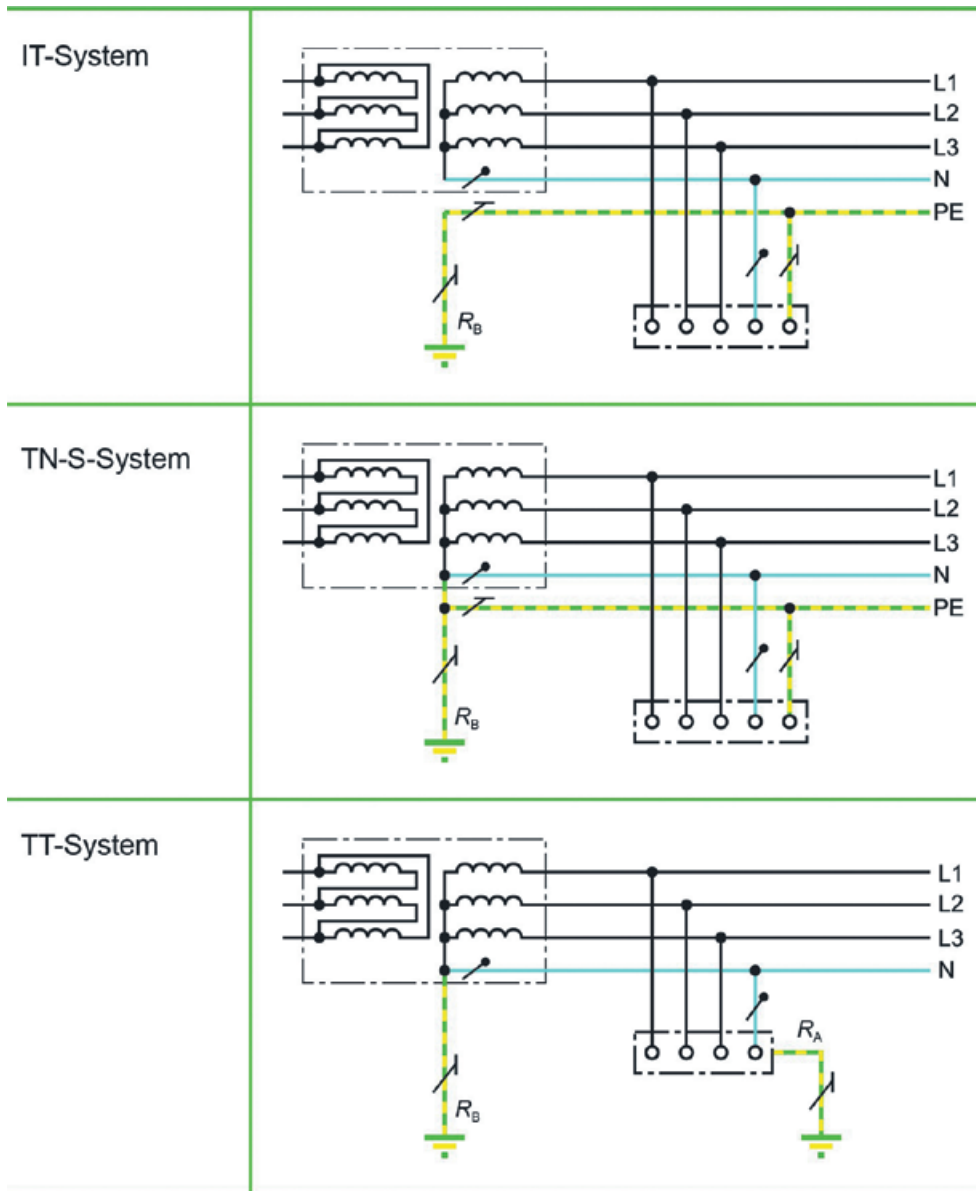 IT-System
L1
L2
L3
N
PE
RB
TN-S-System
L1
L2
L3
N
PE
RB
TT-System
L1
L2
L3
N
RA
RB